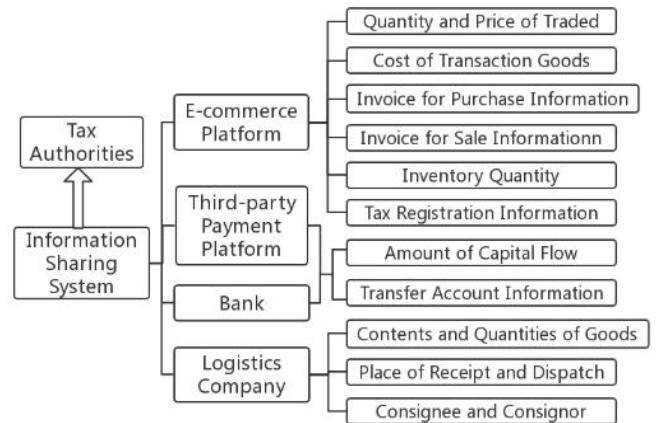 Tax
Authorities
Information
Sharing
System
E-commerce
Platform
Third-party
Payment
Platform
Bank
Logistics
Company
Quantity and Price of Traded
Cost of Transaction Goods
Invoice for Purchase Information
Invoice for Sale Informationn
Inventory Quantity
Tax Registration Information
Amount of Capital Flow
Transfer Account Information
Contents and Quantities of Goods
Place of Receipt and Dispatch
Consignee and Consignor